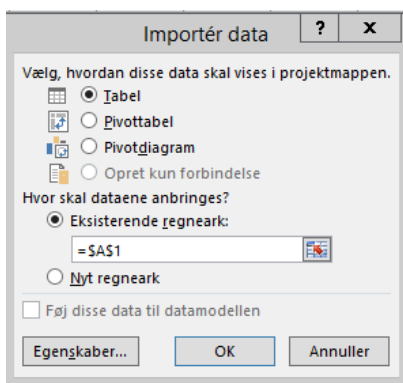 Importér data ? x
Vælg, hvordan disse data skal vises i projektmappen.
Tabel
Pivottabel
Pivotdiagram
Opret kun forbindelse
Hvor skal dataene anbringes?
Eksisterende regneark:
=$A$1
Nyt regneark
Føj disse data til datamodellen
Egenskaber... OK Annuller